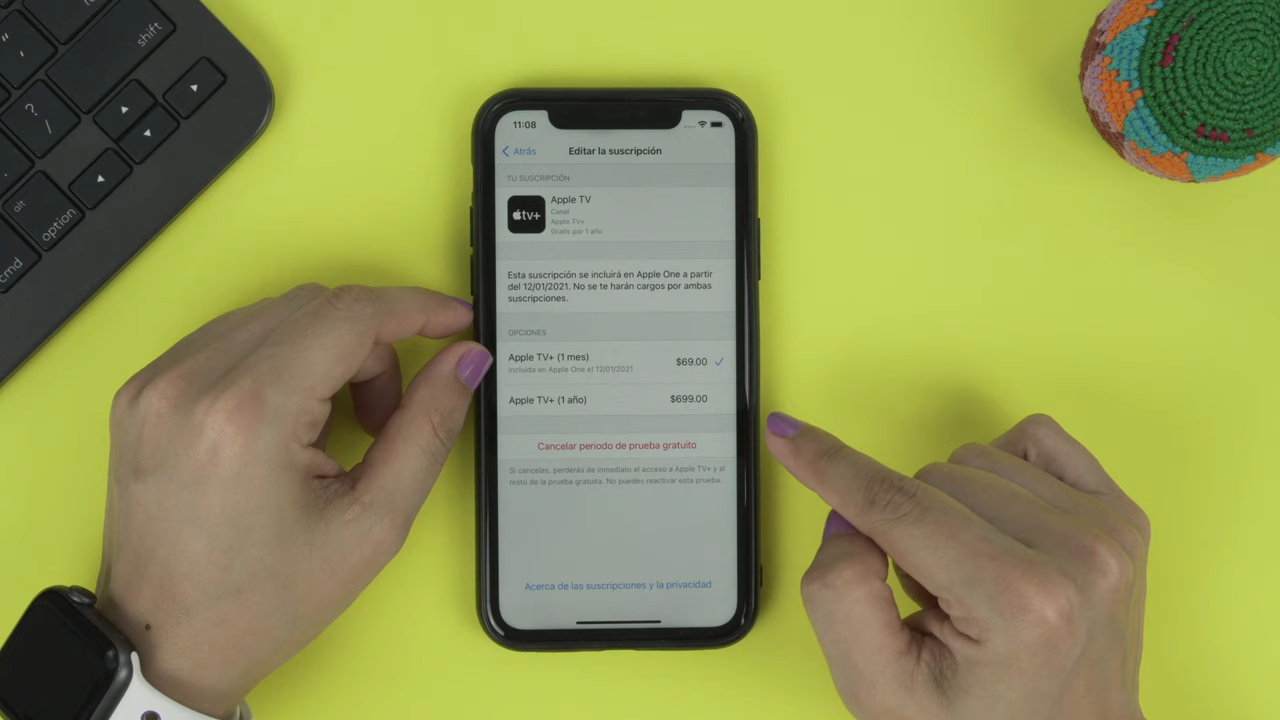 shift
?
/
alt
option
cmd
11:08
Atrás
Editar la suscripción
TU SUSCRIPCIÓN
tv+
Apple TV
Canal
Apple TV+
Gratis por 1 año
Esta suscripción se incluirá en Apple One a partir
del 12/01/2021. No se te harán cargos por ambas
suscripciones.
OPCIONES
Apple TV+ (1 mes)
$69.00
Incluida en Apple One el 12/01/2021
Apple TV+ (1 año)
$699.00
Cancelar periodo de prueba gratuito
Si cancelas, perderás de inmediato el acceso a Apple TV+ y al
resto de la prueba gratuita. No puedes reactivar esta prueba.
Acerca de las suscripciones y la privacidad